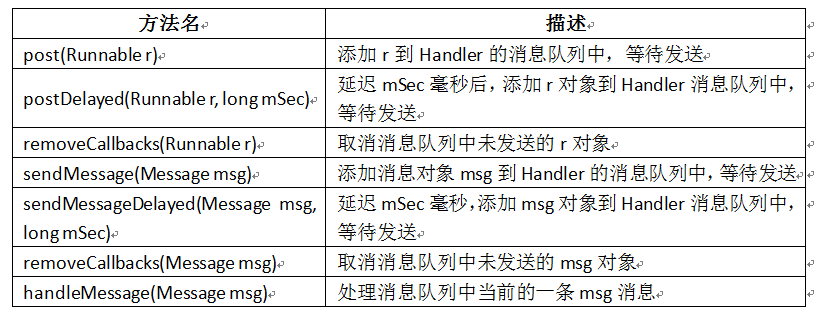 方法名 描述
post(Runnable r) 添加 r 到 Handler 的消息队列中，等待发送
postDelayed(Runnable r, long mSec) 延迟 mSec 毫秒后，添加 r 对象到 Handler 消息队列中，
等待发送
removeCallbacks(Runnable r) 取消消息队列中未发送的 r 对象
sendMessage(Message msg) 添加消息对象 msg 到 Handler 的消息队列中，等待发送
sendMessageDelayed(Message msg, 延迟 mSec 毫秒，添加 msg 对象到 Handler 消息队列中，
long mSec) 等待发送
removeCallbacks(Message msg) 取消消息队列中未发送的 msg 对象
handleMessage(Message msg) 处理消息队列中当前的一条 msg 消息